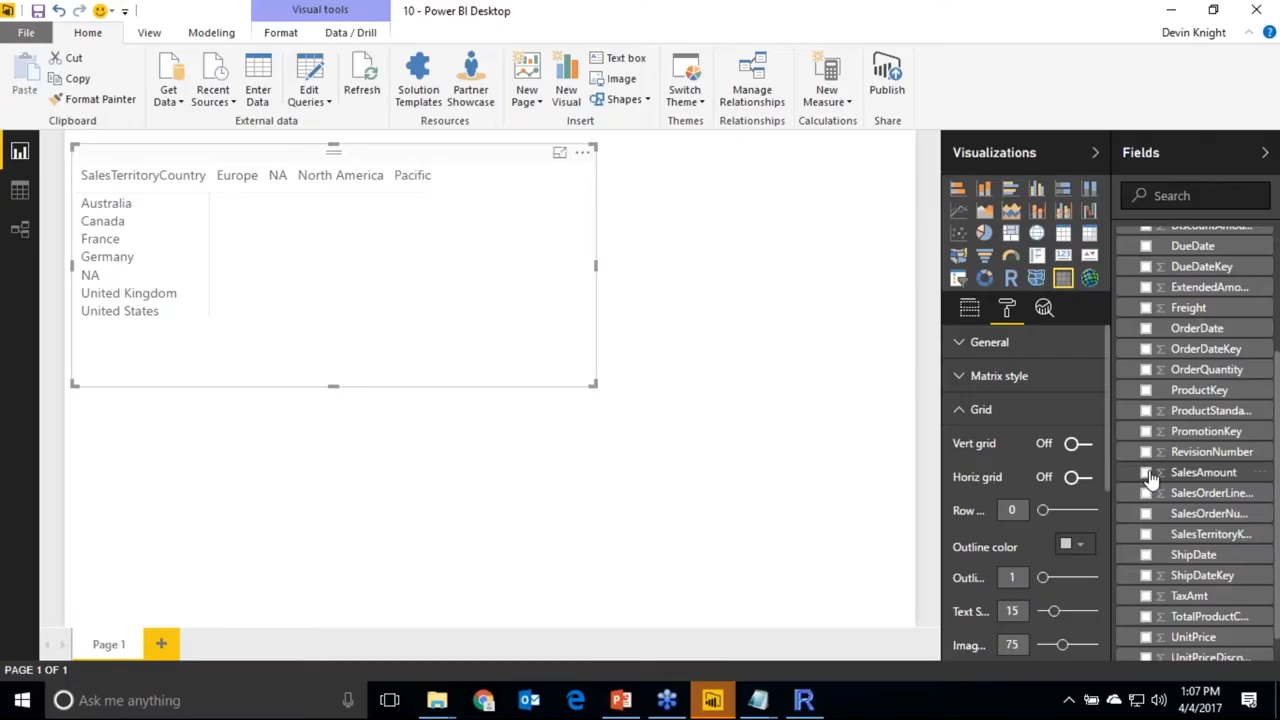 Visual tools
10 - Power BI Desktop
File
Home
View
Modeling
Format
Data / Drill
Devin Knight
Paste
Cut
Copy
Format Painter
Clipboard
Get Data
Recent Sources
Enter Data
Edit Queries
Refresh
External data
Solution Templates
Partner Showcase
Resources
New Page
New Visual
Text box
Image
Shapes
Insert
Switch Theme
Themes
Manage Relationships
Relationships
New Measure
Calculations
Publish
Share
SalesTerritoryCountry Europe NA North America Pacific
Australia
Canada
France
Germany
NA
United Kingdom
United States
Visualizations
R
123
General
Matrix style
Grid
Vert grid Off
Horiz grid Off
Row ... 0
Outline color
Outli... 1
Text S... 15
Imag... 75
Fields
Search
DiscountAmou...
DueDate
DueDateKey
ExtendedAmo...
Freight
OrderDate
OrderDateKey
OrderQuantity
ProductKey
ProductStanda...
PromotionKey
RevisionNumber
SalesAmount
SalesOrderLine...
SalesOrderNu...
SalesTerritoryK...
ShipDate
ShipDateKey
TaxAmt
TotalProductC...
UnitPrice
UnitPriceDisco...
Page 1
PAGE 1 OF 1
Ask me anything
1:07 PM
4/4/2017